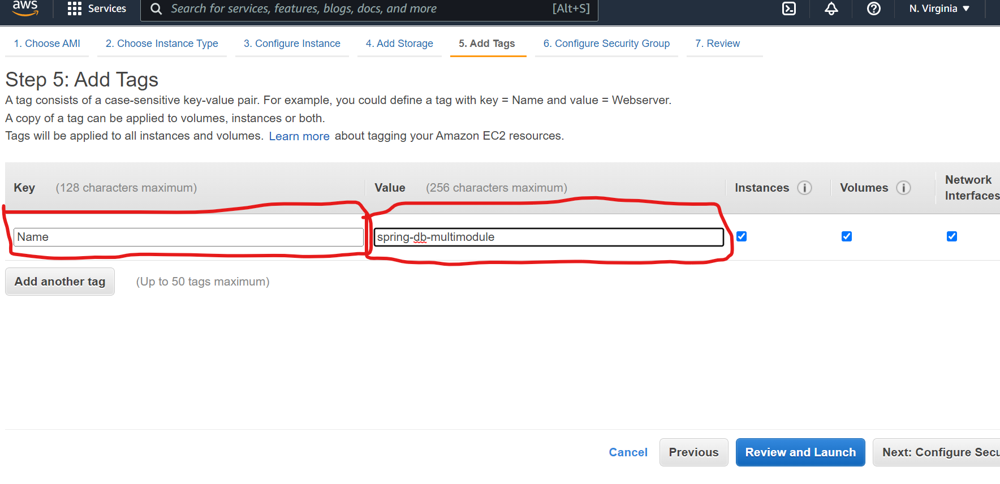 aws Services Search for services, features, blogs, docs, and more [Alt+S] N. Virginia
1. Choose AMI 2. Choose Instance Type 3. Configure Instance 4. Add Storage 5. Add Tags 6. Configure Security Group 7. Review
Step 5: Add Tags
A tag consists of a case-sensitive key-value pair. For example, you could define a tag with key = Name and value = Webserver.
A copy of a tag can be applied to volumes, instances or both.
Tags will be applied to all instances and volumes. Learn more about tagging your Amazon EC2 resources.
Key (128 characters maximum) Value (256 characters maximum) Instances Volumes Network
Interfaces
Name spring-db-multimodule
Add another tag (Up to 50 tags maximum)
Cancel Previous Review and Launch Next: Configure Secu